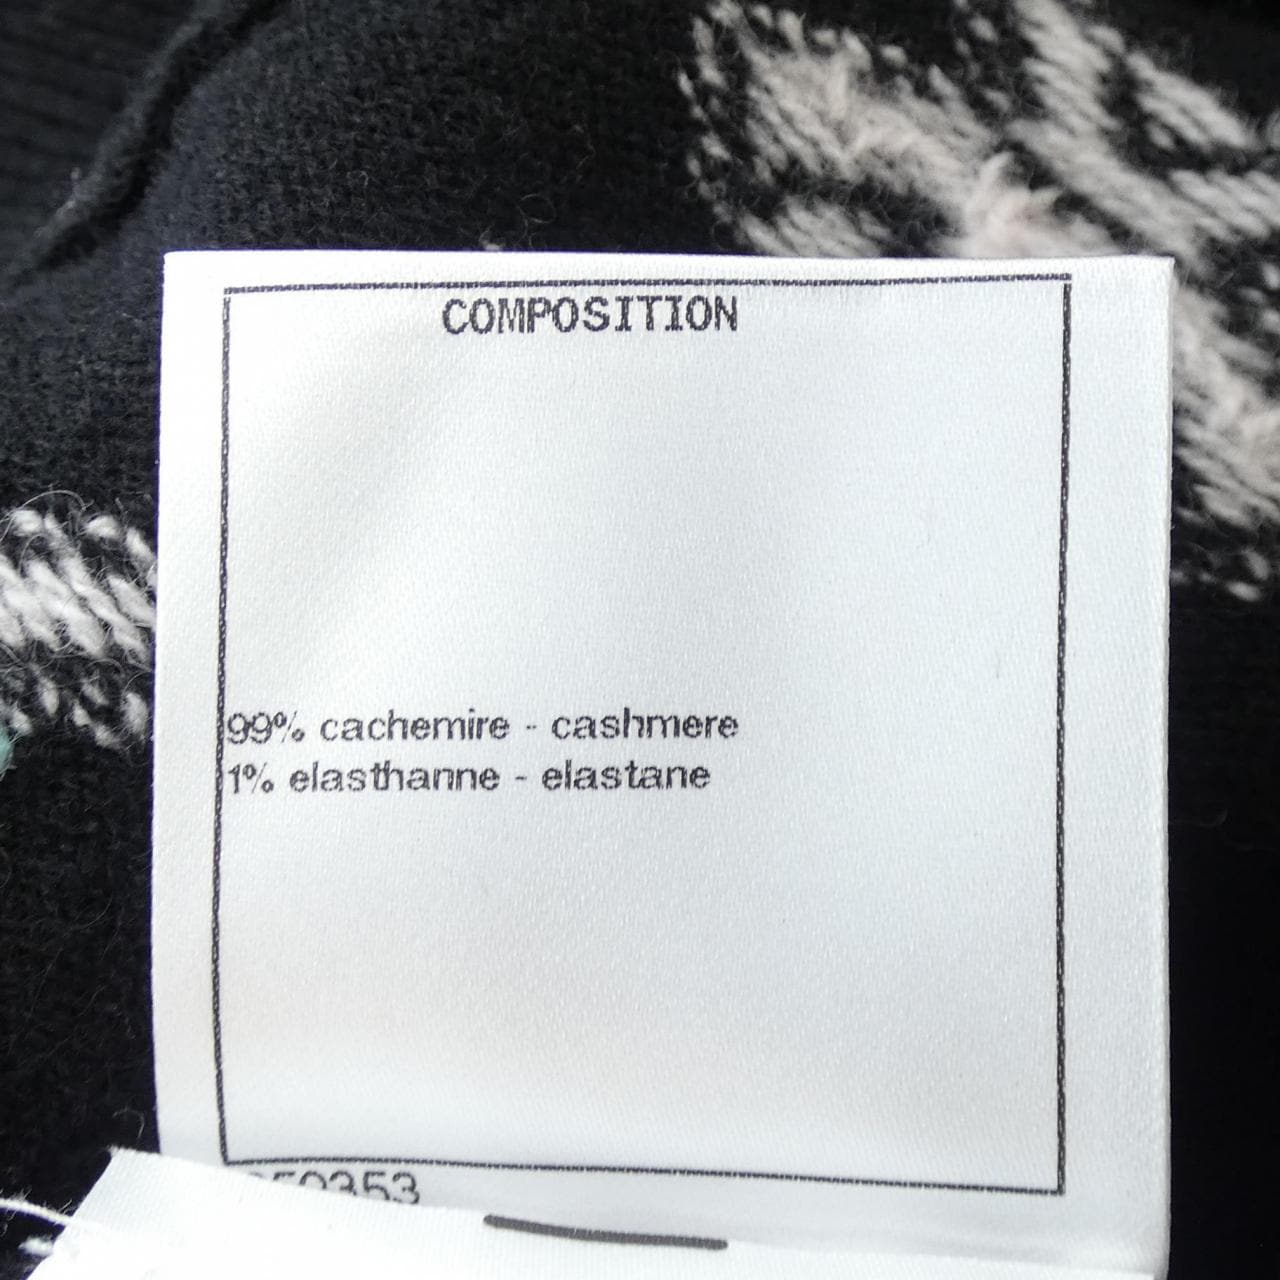 COMPOSITION
99% cachemire - cashmere
1% elasthanne - elastane